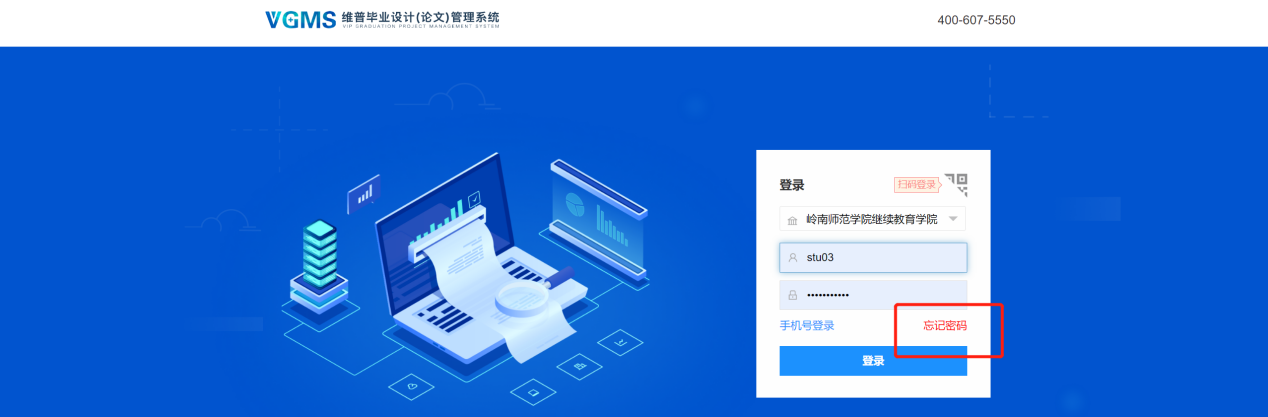 VGMS 维普毕业设计(论文)管理系统
VIP GRADUATION PROJECT MANAGEMENT SYSTEM
400-607-5550
登录
扫码登录
岭南师范学院继续教育学院
stu03
•••••••••••
手机号登录 忘记密码
登录